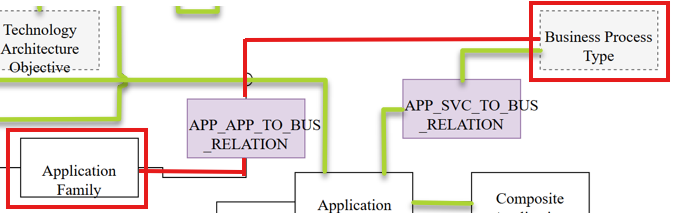 Technology
Architecture
Objective
Business Process
Type
APP_APP_TO_BUS
_RELATION
APP_SVC_TO_BUS
_RELATION
Application
Family
Application
Composite